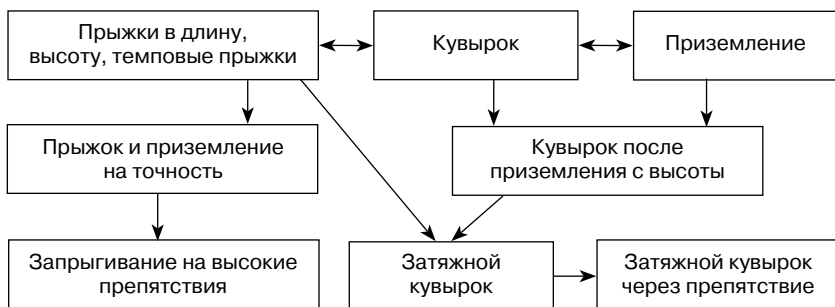 Прыжки в длину,
высоту, темповые прыжки
Кувырок
Приземление
Прыжок и приземление
на точность
Кувырок после
приземления с высоты
Запрыгивание на высокие
препятствия
Затяжной
кувырок
Затяжной кувырок
через препятствие